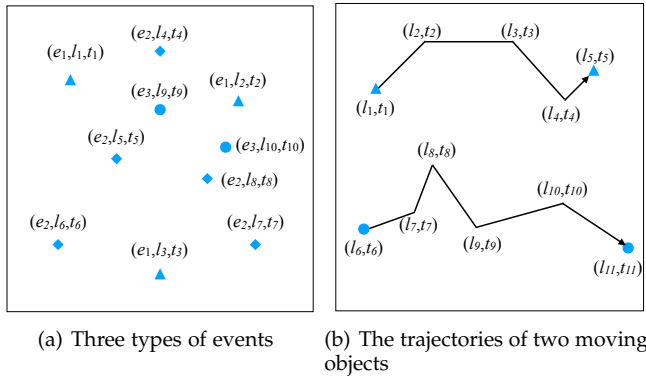 (e2,l4,t4)
(e1,l1,t1)
(e1,l2,t2)
(e3,l9,t9)
(e2,l5,t5)
(e3,l10,t10)
(e2,l8,t8)
(e2,l6,t6)
(e2,l7,t7)
(e1,l3,t3)
(a) Three types of events
(l2,t2)
(l3,t3)
(l5,t5)
(l1,t1)
(l4,t4)
(l8,t8)
(l10,t10)
(l7,t7)
(l6,t6)
(l9,t9)
(l11,t11)
(b) The trajectories of two moving
objects